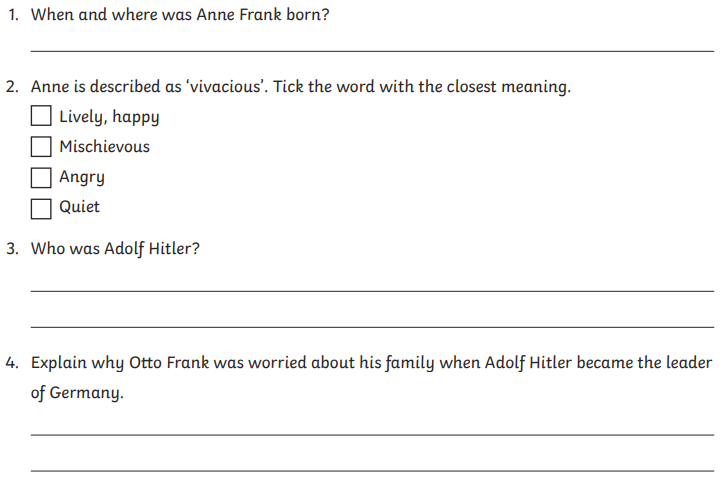 1. When and where was Anne Frank born?
2. Anne is described as ‘vivacious’. Tick the word with the closest meaning.
Lively, happy
Mischievous
Angry
Quiet
3. Who was Adolf Hitler?
4. Explain why Otto Frank was worried about his family when Adolf Hitler became the leader
of Germany.